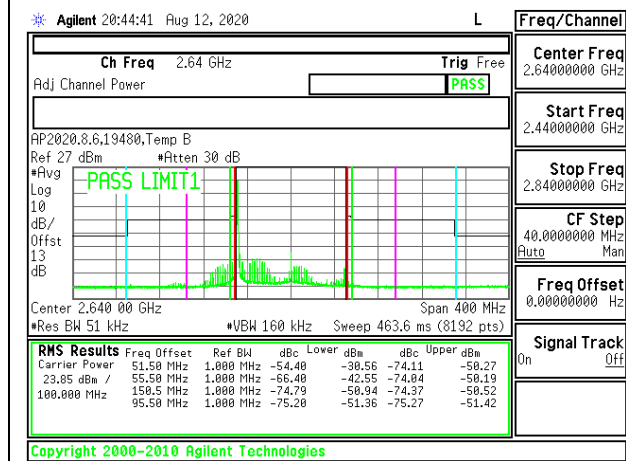 Agilent 20:44:41 Aug 12, 2020 L
Freq/Channel
Ch Freq 2.64 GHz Trig Free
Adj Channel Power PASS
Center Freq
2.64000000 GHz
Start Freq
2.44000000 GHz
AP2020.8.6,19480,Temp B
Ref 27 dBm #Atten 30 dB
#Avg
Log
10
dB/
Offst
13
dB
PASS LIMIT1
Stop Freq
2.84000000 GHz
CF Step
40.0000000 MHz
Auto Man
Freq Offset
0.00000000 Hz
Center 2.640 00 GHz Span 400 MHz
#Res BW 51 kHz #VBW 160 kHz Sweep 463.6 ms (8192 pts)
Signal Track
On Off
RMS Results Freq Offset Ref BW dBc Lower dBm dBc Upper dBm
Carrier Power 51.50 MHz 1.000 MHz -54.40 -30.56 -74.11 -50.27
23.85 dBm / 55.50 MHz 1.000 MHz -66.40 -42.55 -74.04 -50.19
100.000 MHz 150.5 MHz 1.000 MHz -74.79 -50.94 -74.37 -50.52
95.50 MHz 1.000 MHz -75.20 -51.36 -75.27 -51.42
Copyright 2000-2010 Agilent Technologies